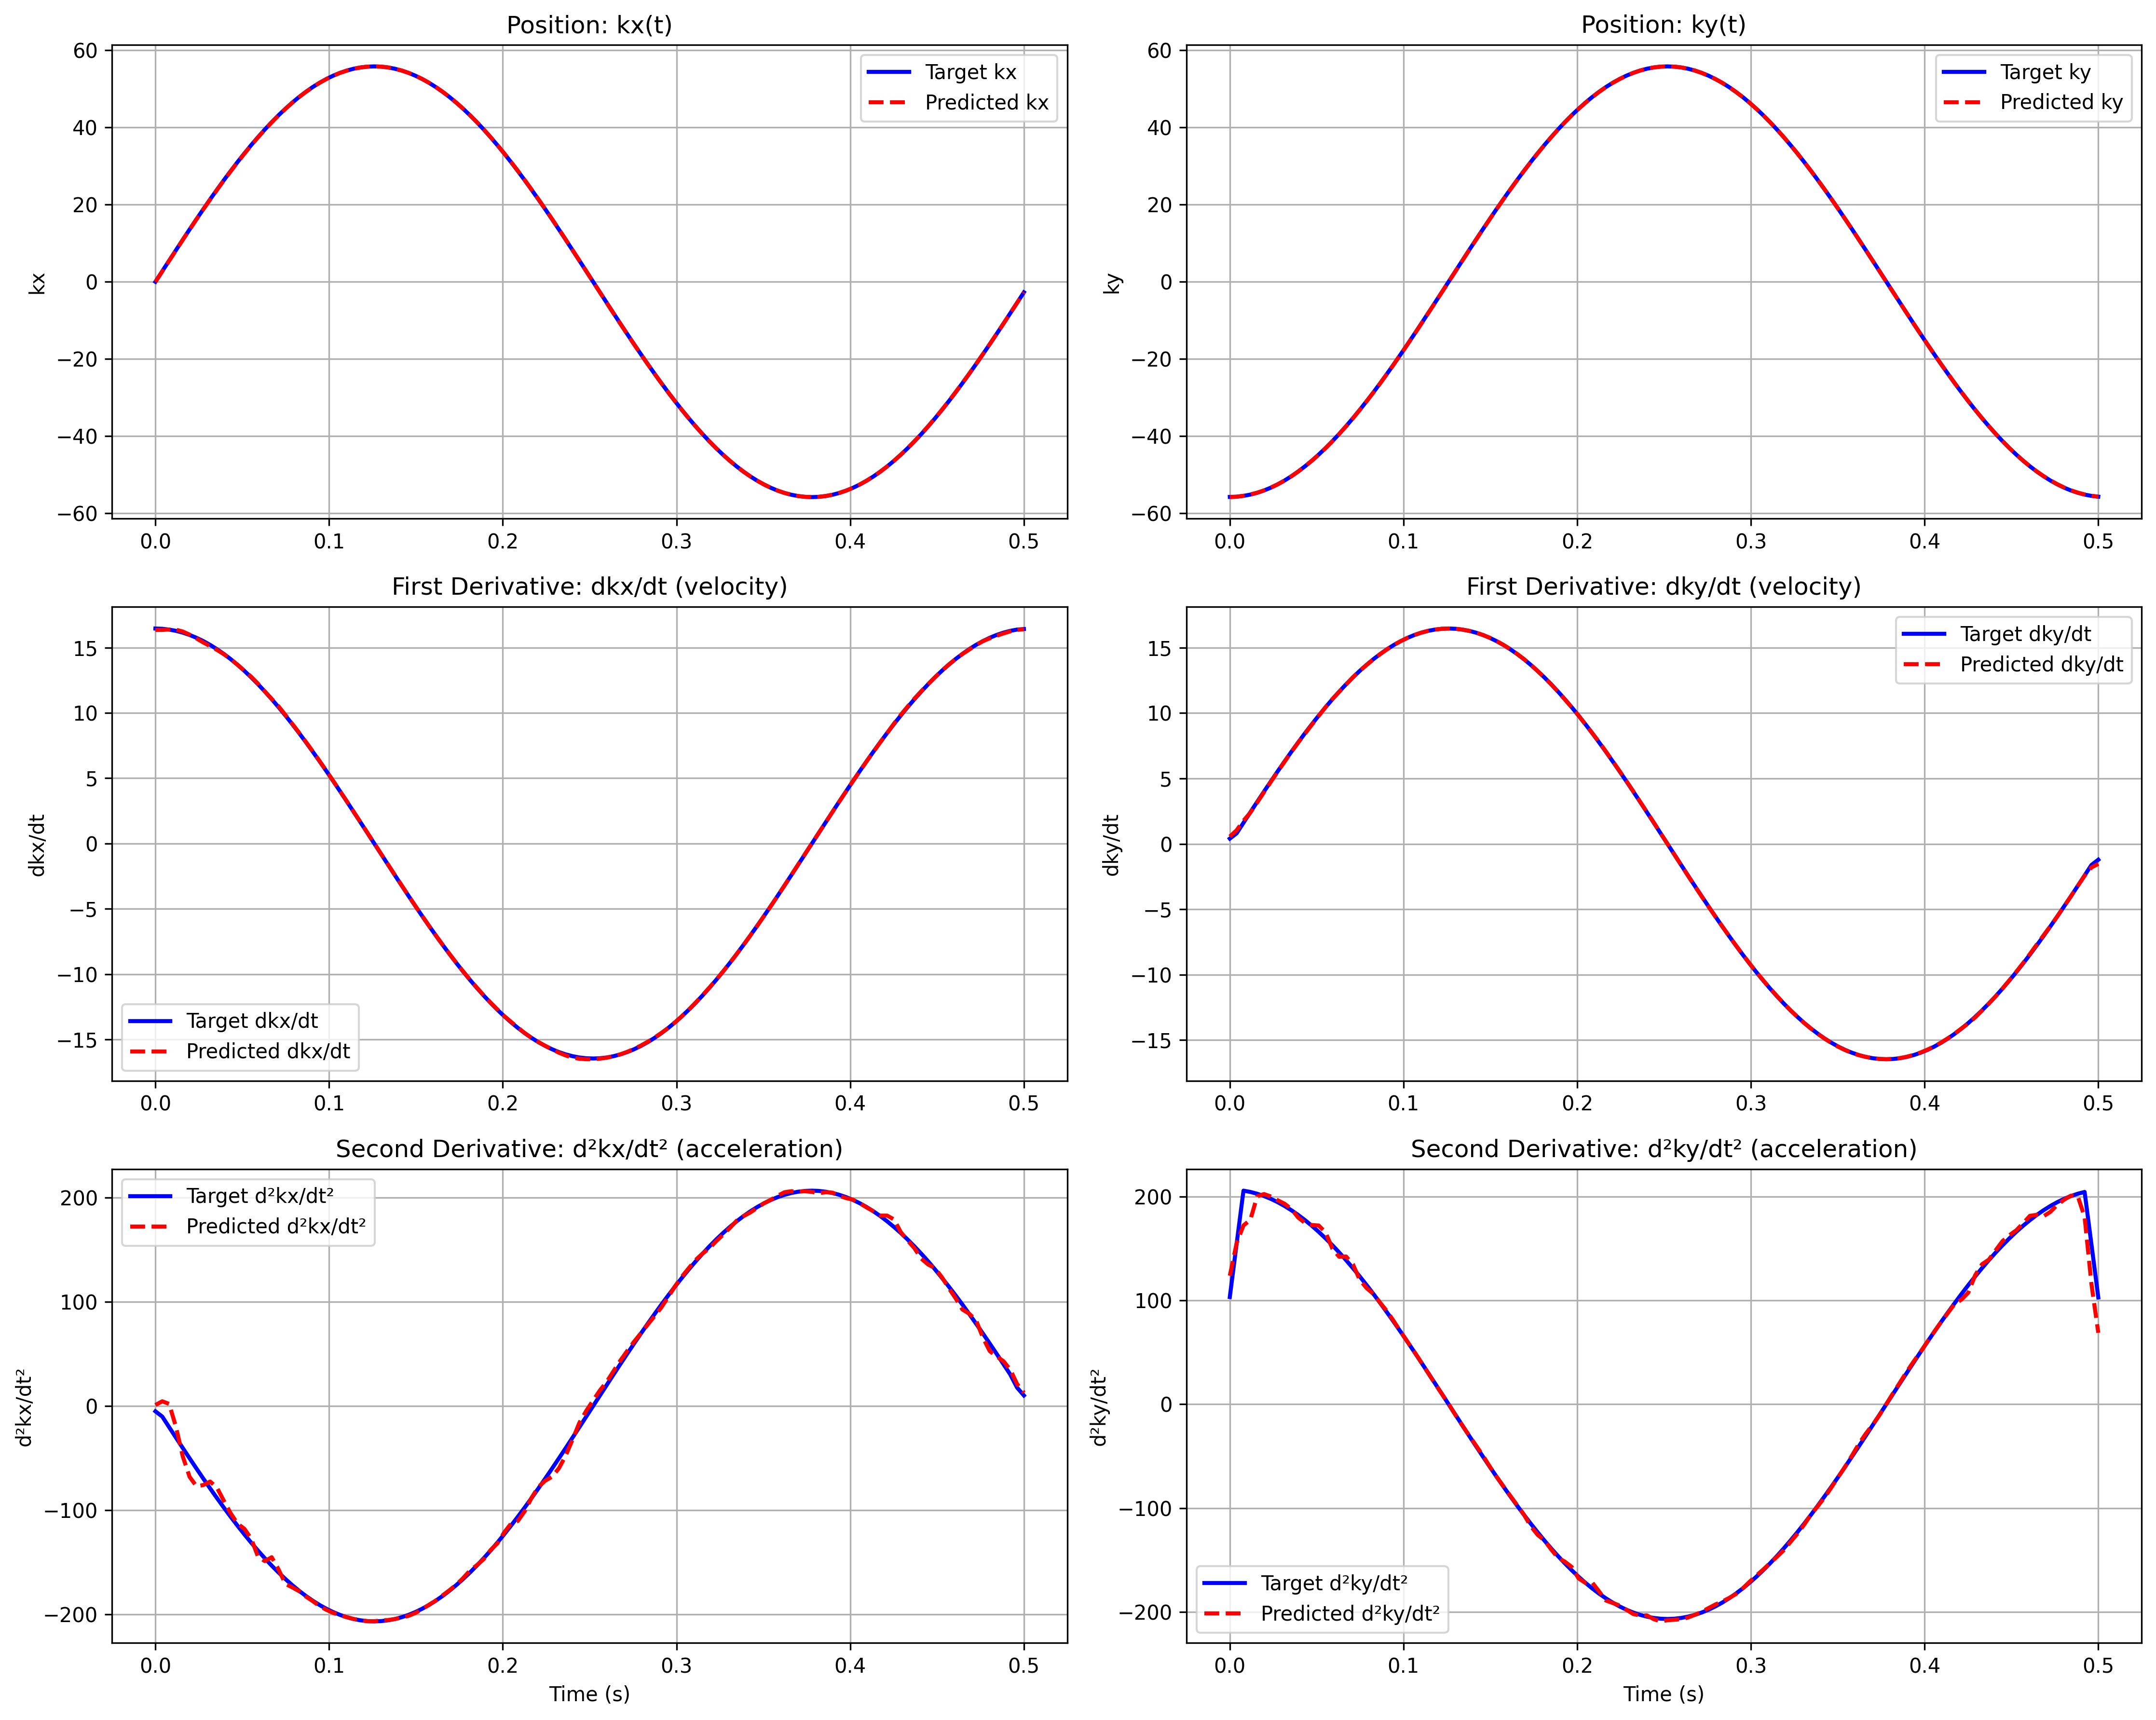 Position: kx(t)
60
40
20
0
−20
−40
−60
kx
Target kx
Predicted kx
0.0 0.1 0.2 0.3 0.4 0.5
Position: ky(t)
60
40
20
0
−20
−40
−60
ky
Target ky
Predicted ky
0.0 0.1 0.2 0.3 0.4 0.5
First Derivative: dkx/dt (velocity)
15
10
5
0
−5
−10
−15
dkx/dt
Target dkx/dt
Predicted dkx/dt
0.0 0.1 0.2 0.3 0.4 0.5
First Derivative: dky/dt (velocity)
15
10
5
0
−5
−10
−15
dky/dt
Target dky/dt
Predicted dky/dt
0.0 0.1 0.2 0.3 0.4 0.5
Second Derivative: d²kx/dt² (acceleration)
200
100
0
−100
−200
d²kx/dt²
Target d²kx/dt²
Predicted d²kx/dt²
0.0 0.1 0.2 0.3 0.4 0.5
Time (s)
Second Derivative: d²ky/dt² (acceleration)
200
100
0
−100
−200
d²ky/dt²
Target d²ky/dt²
Predicted d²ky/dt²
0.0 0.1 0.2 0.3 0.4 0.5
Time (s)